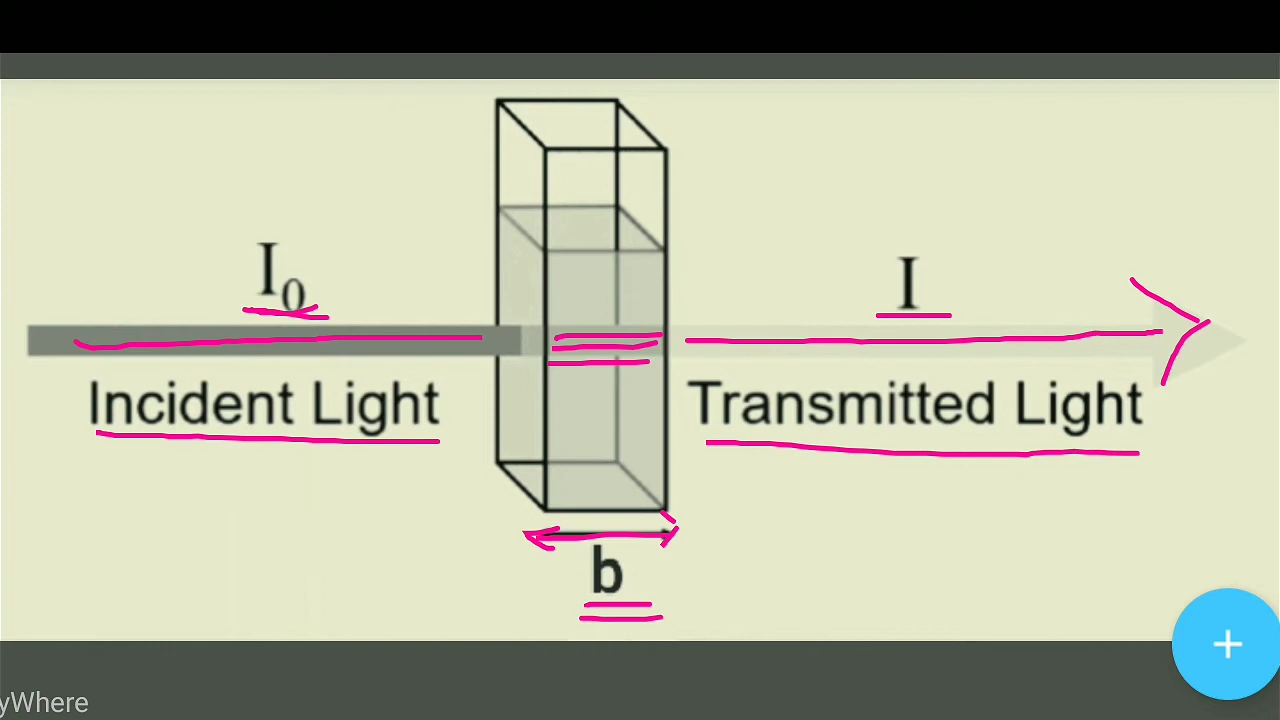 I₀
I
Incident Light
Transmitted Light
b
yWhere